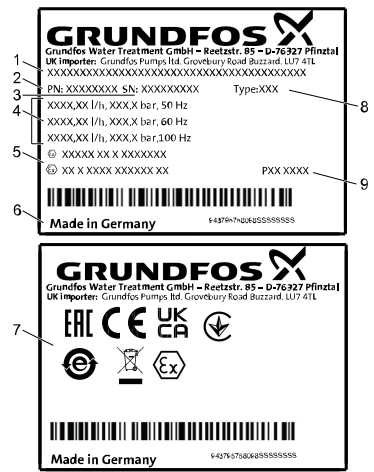 GRUNDFOS X
Grundfos Water Treatment GmbH – Reetzstr. 85 – D-76327 Pfinztal
UK importer: Grundfos Pumps ltd. Grovebury Road Buzzard. LU7 4TL
1 XXXXXXXXXXXXXXXXXXXXXXXXXXXXXXXXXXXXXX
2 PN: XXXXXXXX SN: XXXXXXXXX Type:XXX 8
3
4 XXXX,XX l/h, XXX,X bar, 50 Hz
XXXX,XX l/h, XXX,X bar, 60 Hz
XXXX,XX l/h, XXX,X bar,100 Hz
5 Ex XXXXX XX X XXXXXXX
Ex XX X XXXX XXXXXX XX PXX XXXX 9
6 Made in Germany
GRUNDFOS X
Grundfos Water Treatment GmbH – Reetzstr. 85 – D-76327 Pfinztal
UK importer: Grundfos Pumps ltd. Grovebury Road Buzzard. LU7 4TL
7 EAC CE UK
CA
e Ex
Made in Germany